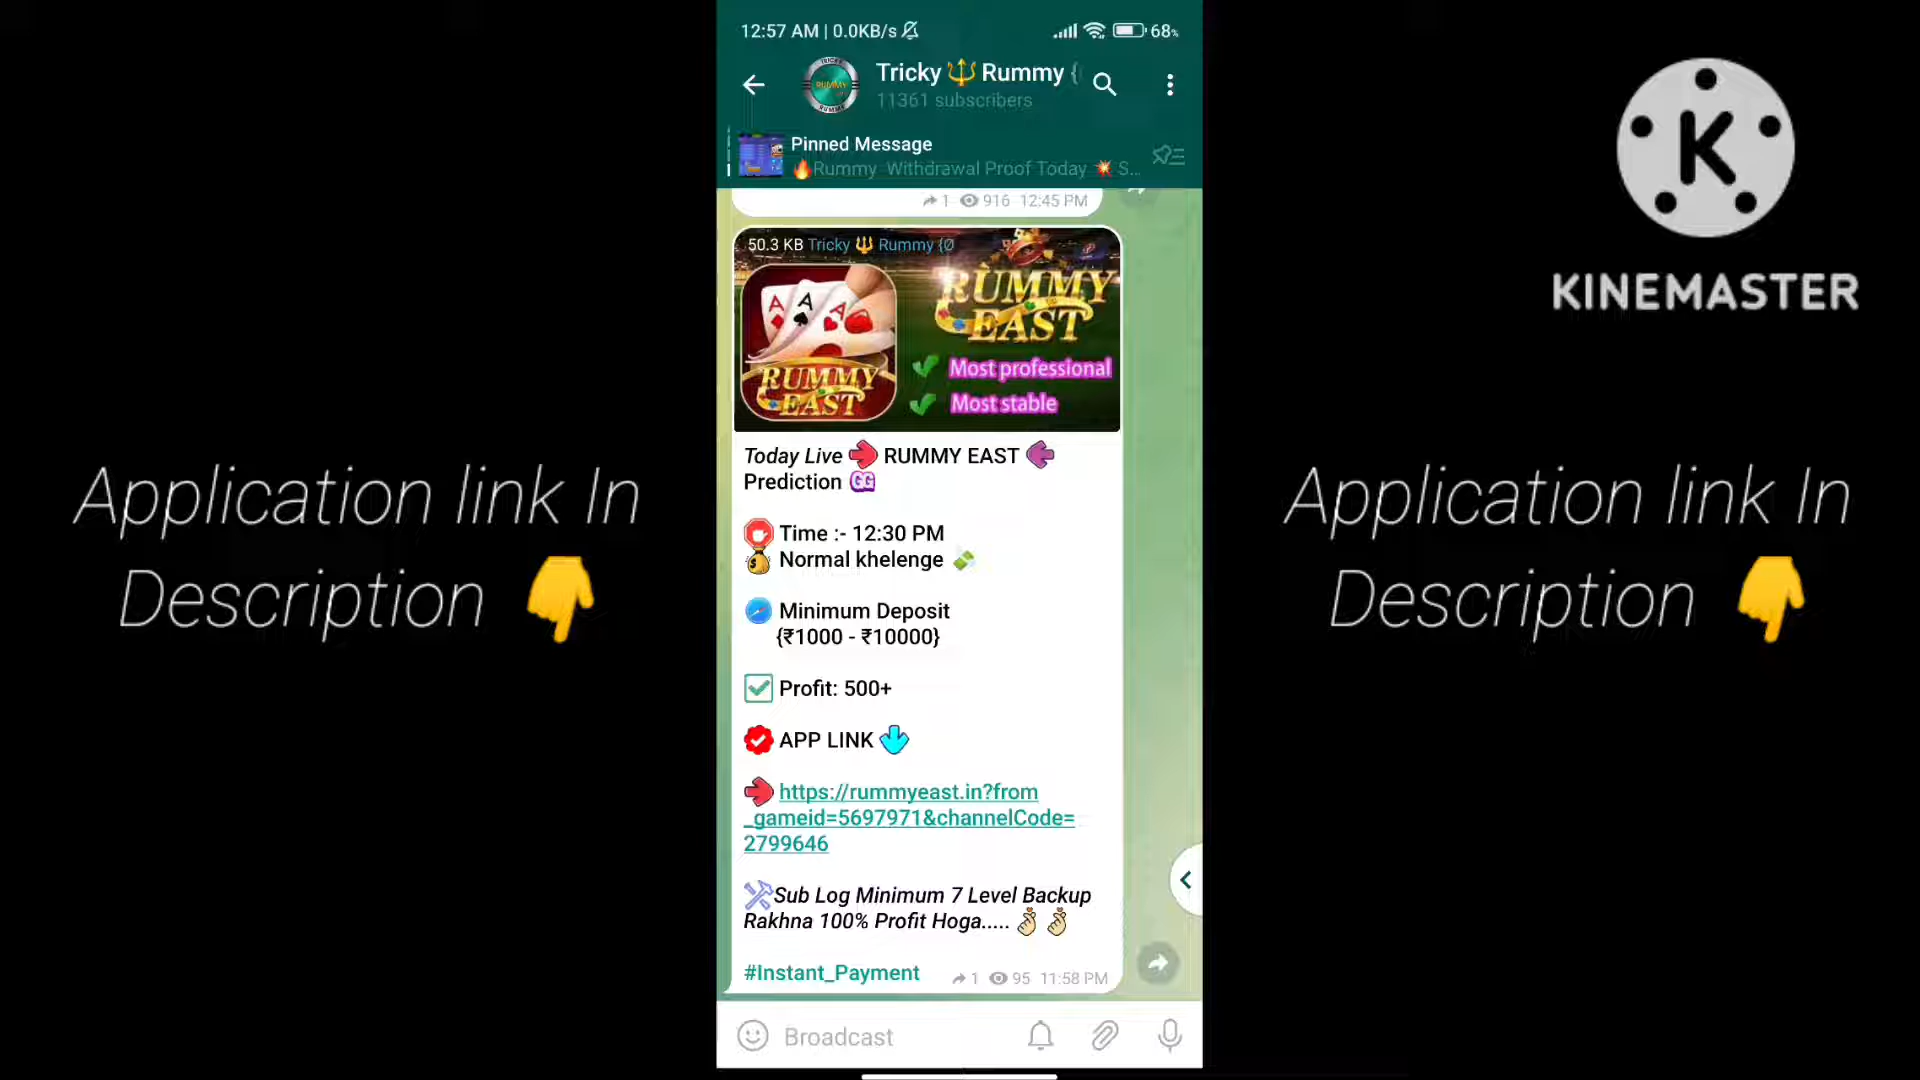 12:57 AM | 0.0KB/s
68%
Tricky 🔱 Rummy {
11361 subscribers
Pinned Message
🔥Rummy Withdrawal Proof Today 💥 S...
1 916 12:45 PM
50.3 KB Tricky 🔱 Rummy {Ø
RUMMY
EAST
RUMMY
EAST
Most professional
Most stable
Today Live RUMMY EAST
Prediction GG
Time :- 12:30 PM
Normal khelenge 💸
Minimum Deposit
{₹1000 - ₹10000}
Profit: 500+
APP LINK
https://rummyeast.in?from
_gameid=5697971&channelCode=
2799646
Sub Log Minimum 7 Level Backup
Rakhna 100% Profit Hoga.....
#Instant_Payment
1 95 11:58 PM
Broadcast
Application link In
Description 👇
Application link In
Description 👇
K
KINEMASTER